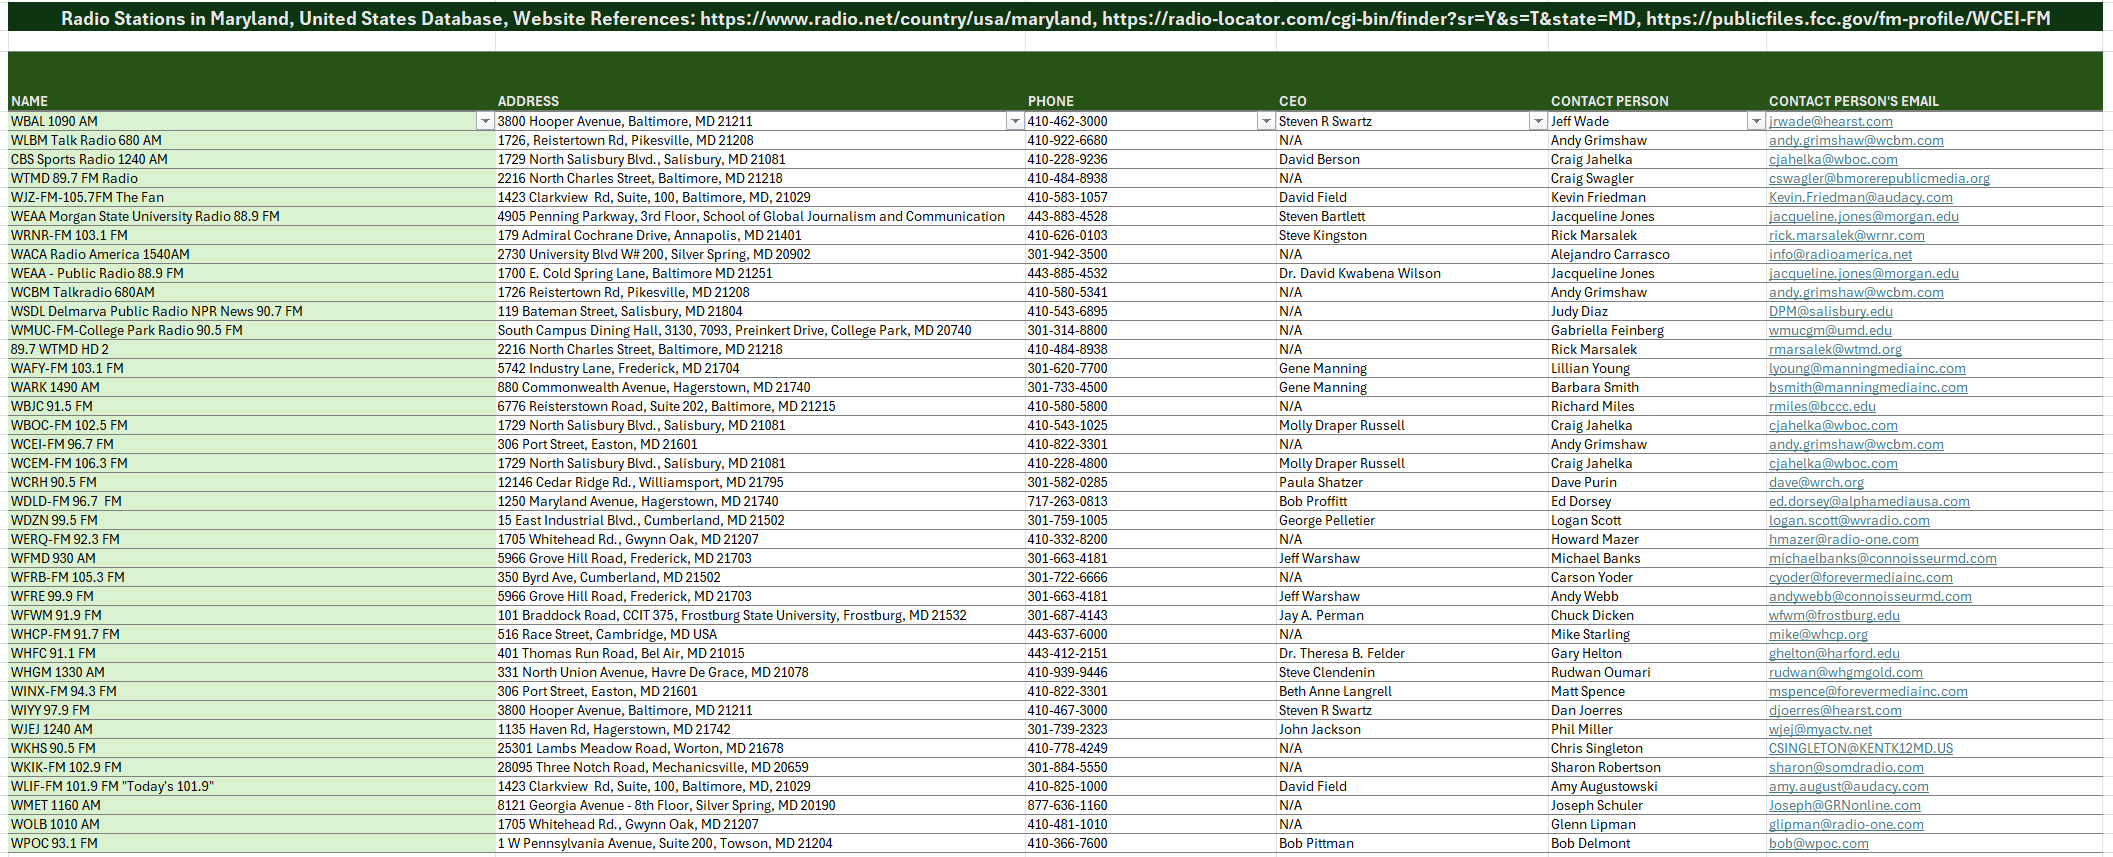 Radio Stations in Maryland, United States Database, Website References: https://www.radio.net/country/usa/maryland, https://radio-locator.com/cgi-bin/finder?sr=Y&s=T&state=MD, https://publicfiles.fcc.gov/fm-profile/WCEI-FM
NAME ADDRESS PHONE CEO CONTACT PERSON CONTACT PERSON'S EMAIL
WBAL 1090 AM 3800 Hooper Avenue, Baltimore, MD 21211 410-462-3000 Steven R Swartz Jeff Wade jrwade@hearst.com
WLBM Talk Radio 680 AM 1726, Reistertown Rd, Pikesville, MD 21208 410-922-6680 N/A Andy Grimshaw andy.grimshaw@wcbm.com
CBS Sports Radio 1240 AM 1729 North Salisbury Blvd., Salisbury, MD 21081 410-228-9236 David Berson Craig Jahelka cjahelka@wboc.com
WTMD 89.7 FM Radio 2216 North Charles Street, Baltimore, MD 21218 410-484-8938 N/A Craig Swagler cswagler@bmorerepublicmedia.org
WJZ-FM-105.7FM The Fan 1423 Clarkview Rd, Suite, 100, Baltimore, MD, 21029 410-583-1057 David Field Kevin Friedman Kevin.Friedman@audacy.com
WEAA Morgan State University Radio 88.9 FM 4905 Penning Parkway, 3rd Floor, School of Global Journalism and Communication 443-883-4528 Steven Bartlett Jacqueline Jones jacqueline.jones@morgan.edu
WRNR-FM 103.1 FM 179 Admiral Cochrane Drive, Annapolis, MD 21401 410-626-0103 Steve Kingston Rick Marsalek rick.marsalek@wrnr.com
WACA Radio America 1540AM 2730 University Blvd W# 200, Silver Spring, MD 20902 301-942-3500 N/A Alejandro Carrasco info@radioamerica.net
WEAA - Public Radio 88.9 FM 1700 E. Cold Spring Lane, Baltimore MD 21251 443-885-4532 Dr. David Kwabena Wilson Jacqueline Jones jacqueline.jones@morgan.edu
WCBM Talkradio 680AM 1726 Reistertown Rd, Pikesville, MD 21208 410-580-5341 N/A Andy Grimshaw andy.grimshaw@wcbm.com
WSDL Delmarva Public Radio NPR News 90.7 FM 119 Bateman Street, Salisbury, MD 21804 410-543-6895 N/A Judy Diaz DPM@salisbury.edu
WMUC-FM-College Park Radio 90.5 FM South Campus Dining Hall, 3130, 7093, Preinkert Drive, College Park, MD 20740 301-314-8800 N/A Gabriella Feinberg wmucgm@umd.edu
89.7 WTMD HD 2 2216 North Charles Street, Baltimore, MD 21218 410-484-8938 N/A Rick Marsalek rmarsalek@wtmd.org
WAFY-FM 103.1 FM 5742 Industry Lane, Frederick, MD 21704 301-620-7700 Gene Manning Lillian Young lyoung@manningmediainc.com
WARK 1490 AM 880 Commonwealth Avenue, Hagerstown, MD 21740 301-733-4500 Gene Manning Barbara Smith bsmith@manningmediainc.com
WBJC 91.5 FM 6776 Reisterstown Road, Suite 202, Baltimore, MD 21215 410-580-5800 N/A Richard Miles rmiles@bccc.edu
WBOC-FM 102.5 FM 1729 North Salisbury Blvd., Salisbury, MD 21081 410-543-1025 Molly Draper Russell Craig Jahelka cjahelka@wboc.com
WCEI-FM 96.7 FM 306 Port Street, Easton, MD 21601 410-822-3301 N/A Andy Grimshaw andy.grimshaw@wcbm.com
WCEM-FM 106.3 FM 1729 North Salisbury Blvd., Salisbury, MD 21081 410-228-4800 Molly Draper Russell Craig Jahelka cjahelka@wboc.com
WCRH 90.5 FM 12146 Cedar Ridge Rd., Williamsport, MD 21795 301-582-0285 Paula Shatzer Dave Purin dave@wrch.org
WDLD-FM 96.7 FM 1250 Maryland Avenue, Hagerstown, MD 21740 717-263-0813 Bob Proffitt Ed Dorsey ed.dorsey@alphamediausa.com
WDZN 99.5 FM 15 East Industrial Blvd., Cumberland, MD 21502 301-759-1005 George Pelletier Logan Scott logan.scott@wvradio.com
WERQ-FM 92.3 FM 1705 Whitehead Rd., Gwynn Oak, MD 21207 410-332-8200 N/A Howard Mazer hmazer@radio-one.com
WFMD 930 AM 5966 Grove Hill Road, Frederick, MD 21703 301-663-4181 Jeff Warshaw Michael Banks michaelbanks@connoisseurmd.com
WFRB-FM 105.3 FM 350 Byrd Ave, Cumberland, MD 21502 301-722-6666 N/A Carson Yoder cyoder@forevermediainc.com
WFRE 99.9 FM 5966 Grove Hill Road, Frederick, MD 21703 301-663-4181 Jeff Warshaw Andy Webb andywebb@connoisseurmd.com
WFWM 91.9 FM 101 Braddock Road, CCIT 375, Frostburg State University, Frostburg, MD 21532 301-687-4143 Jay A. Perman Chuck Dicken wfwm@frostburg.edu
WHCP-FM 91.7 FM 516 Race Street, Cambridge, MD USA 443-637-6000 N/A Mike Starling mike@whcp.org
WHFC 91.1 FM 401 Thomas Run Road, Bel Air, MD 21015 443-412-2151 Dr. Theresa B. Felder Gary Helton ghelton@harford.edu
WHGM 1330 AM 331 North Union Avenue, Havre De Grace, MD 21078 410-939-9446 Steve Clendenin Rudwan Oumari rudwan@whgmgold.com
WINX-FM 94.3 FM 306 Port Street, Easton, MD 21601 410-822-3301 Beth Anne Langrell Matt Spence mspence@forevermediainc.com
WIYY 97.9 FM 3800 Hooper Avenue, Baltimore, MD 21211 410-467-3000 Steven R Swartz Dan Joerres djoerres@hearst.com
WJEJ 1240 AM 1135 Haven Rd, Hagerstown, MD 21742 301-739-2323 John Jackson Phil Miller wjej@myactv.net
WKHS 90.5 FM 25301 Lambs Meadow Road, Worton, MD 21678 410-778-4249 N/A Chris Singleton CSINGLETON@KENTK12MD.US
WKIK-FM 102.9 FM 28095 Three Notch Road, Mechanicsville, MD 20659 301-884-5550 N/A Sharon Robertson sharon@somdradio.com
WLIF-FM 101.9 FM "Today's 101.9" 1423 Clarkview Rd, Suite, 100, Baltimore, MD, 21029 410-825-1000 David Field Amy Augustowski amy.august@audacy.com
WMET 1160 AM 8121 Georgia Avenue - 8th Floor, Silver Spring, MD 20190 877-636-1160 N/A Joseph Schuler Joseph@GRNonline.com
WOLB 1010 AM 1705 Whitehead Rd., Gwynn Oak, MD 21207 410-481-1010 N/A Glenn Lipman glipman@radio-one.com
WPOC 93.1 FM 1 W Pennsylvania Avenue, Suite 200, Towson, MD 21204 410-366-7600 Bob Pittman Bob Delmont bob@wpoc.com